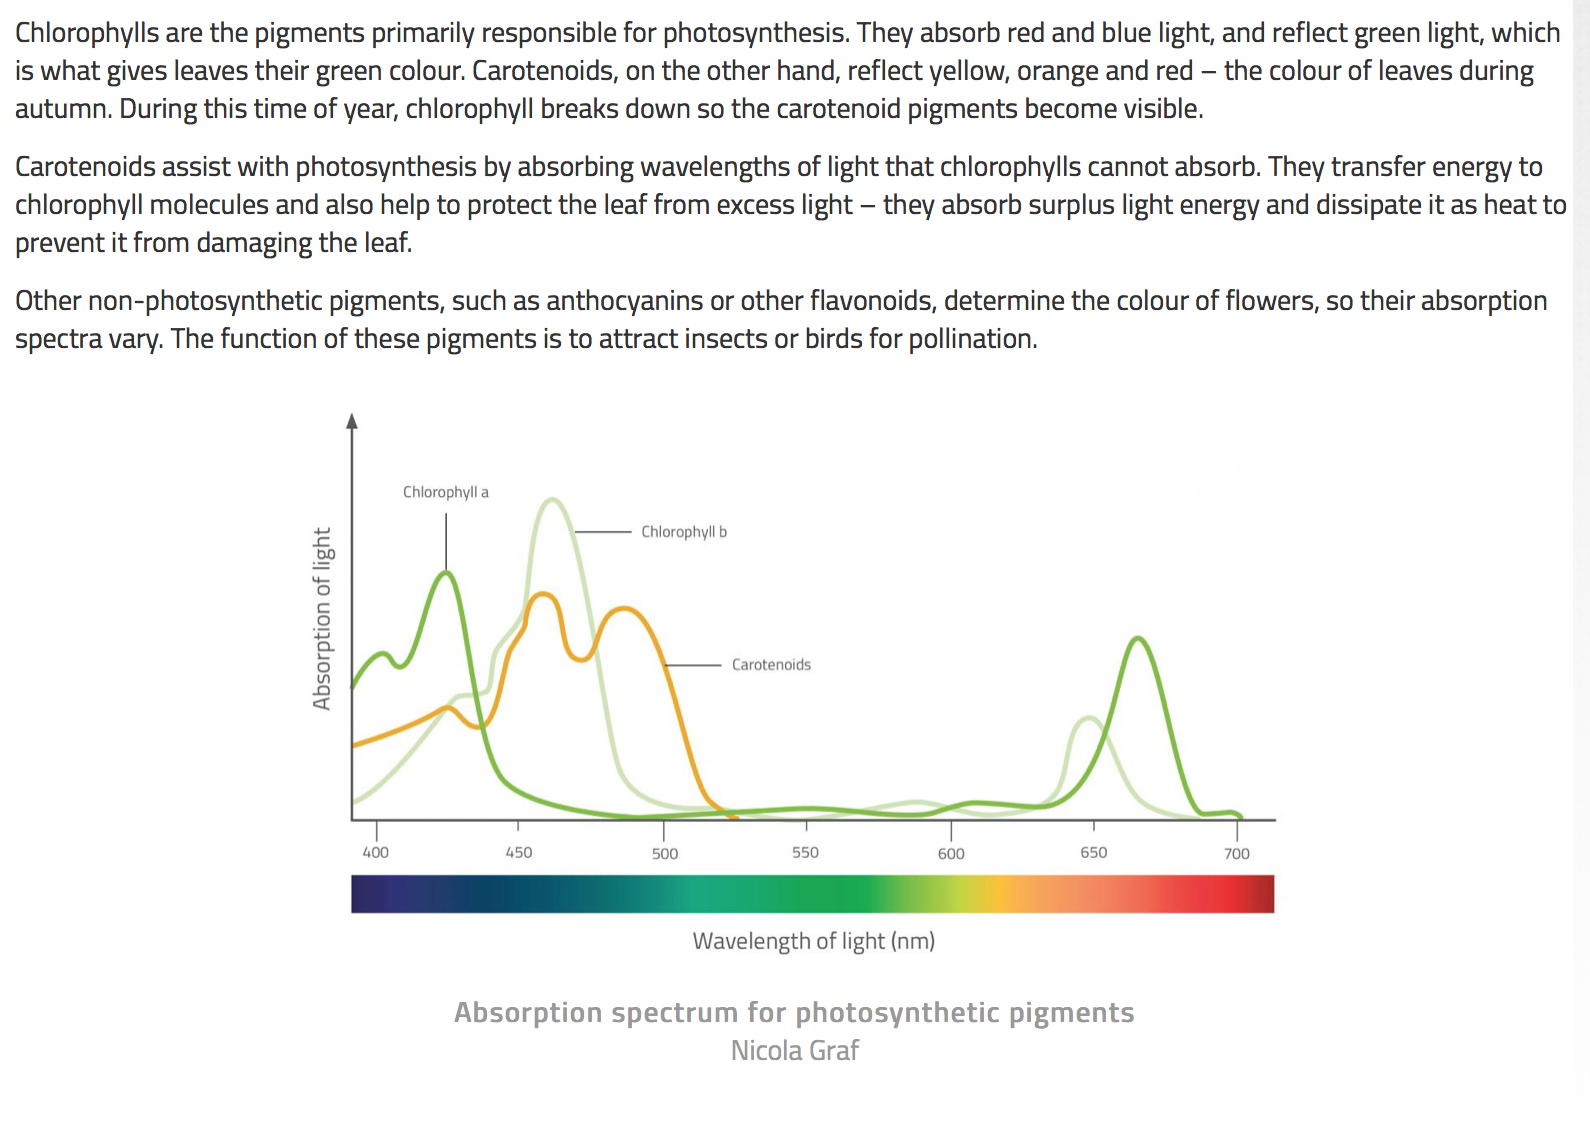 Chlorophylls are the pigments primarily responsible for photosynthesis. They absorb red and blue light, and reflect green light, which
is what gives leaves their green colour. Carotenoids, on the other hand, reflect yellow, orange and red – the colour of leaves during
autumn. During this time of year, chlorophyll breaks down so the carotenoid pigments become visible.
Carotenoids assist with photosynthesis by absorbing wavelengths of light that chlorophylls cannot absorb. They transfer energy to
chlorophyll molecules and also help to protect the leaf from excess light – they absorb surplus light energy and dissipate it as heat to
prevent it from damaging the leaf.
Other non-photosynthetic pigments, such as anthocyanins or other flavonoids, determine the colour of flowers, so their absorption
spectra vary. The function of these pigments is to attract insects or birds for pollination.
Chlorophyll a
Chlorophyll b
Carotenoids
Absorption of light
400 450 500 550 600 650 700
Wavelength of light (nm)
Absorption spectrum for photosynthetic pigments
Nicola Graf